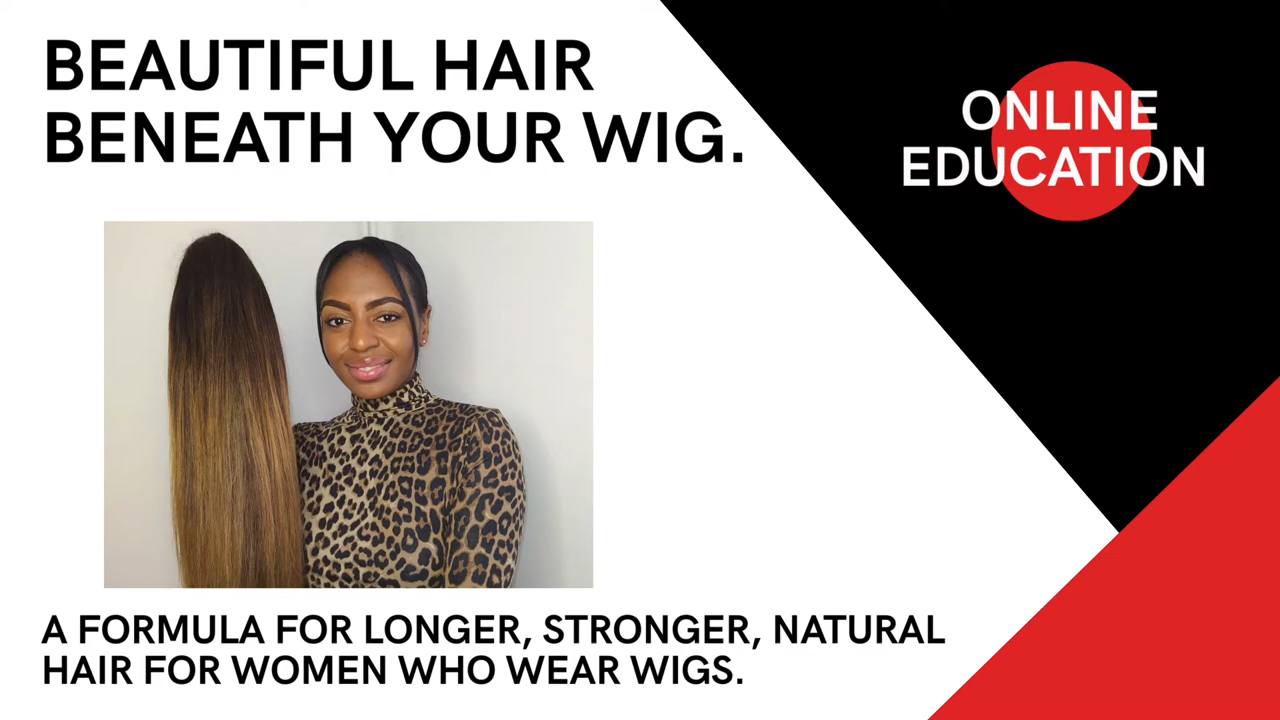 BEAUTIFUL HAIR
BENEATH YOUR WIG.
ONLINE
EDUCATION
A FORMULA FOR LONGER, STRONGER, NATURAL
HAIR FOR WOMEN WHO WEAR WIGS.